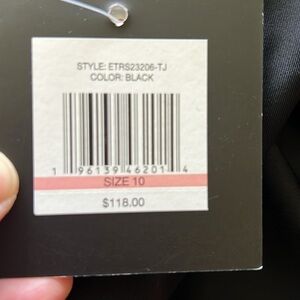 STYLE: ETRS23206-TJ
COLOR: BLACK
1 96139 46201 4
SIZE 10
$118.00